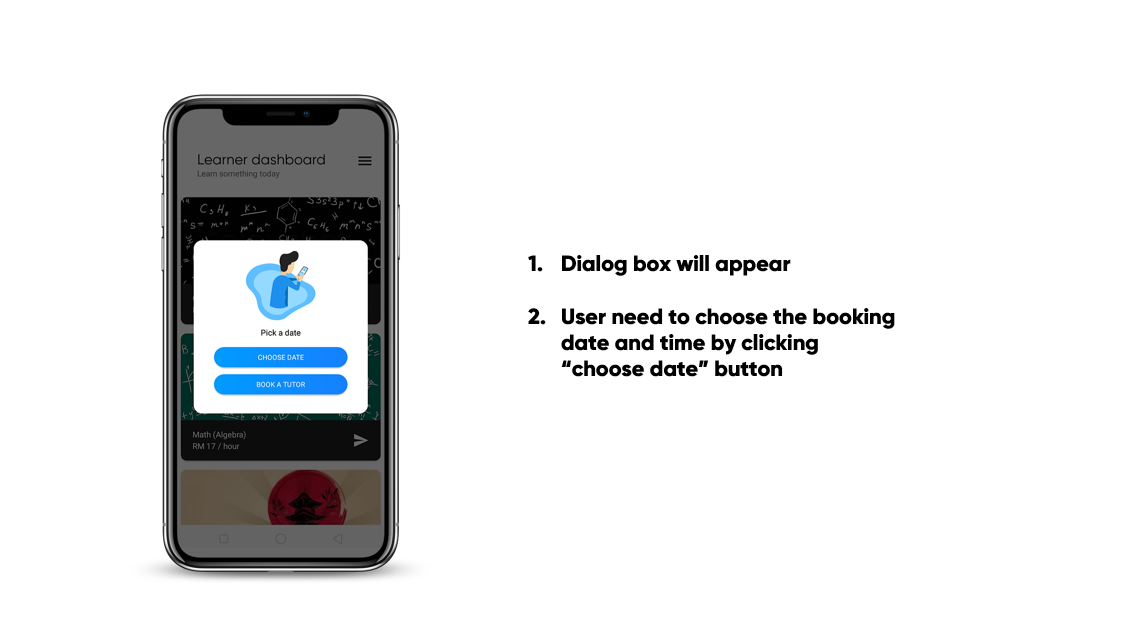 Learner dashboard
Learn something today
Pick a date
CHOOSE DATE
BOOK A TUTOR
Math (Algebra)
RM 17 / hour
1. Dialog box will appear
2. User need to choose the booking
date and time by clicking
“choose date” button